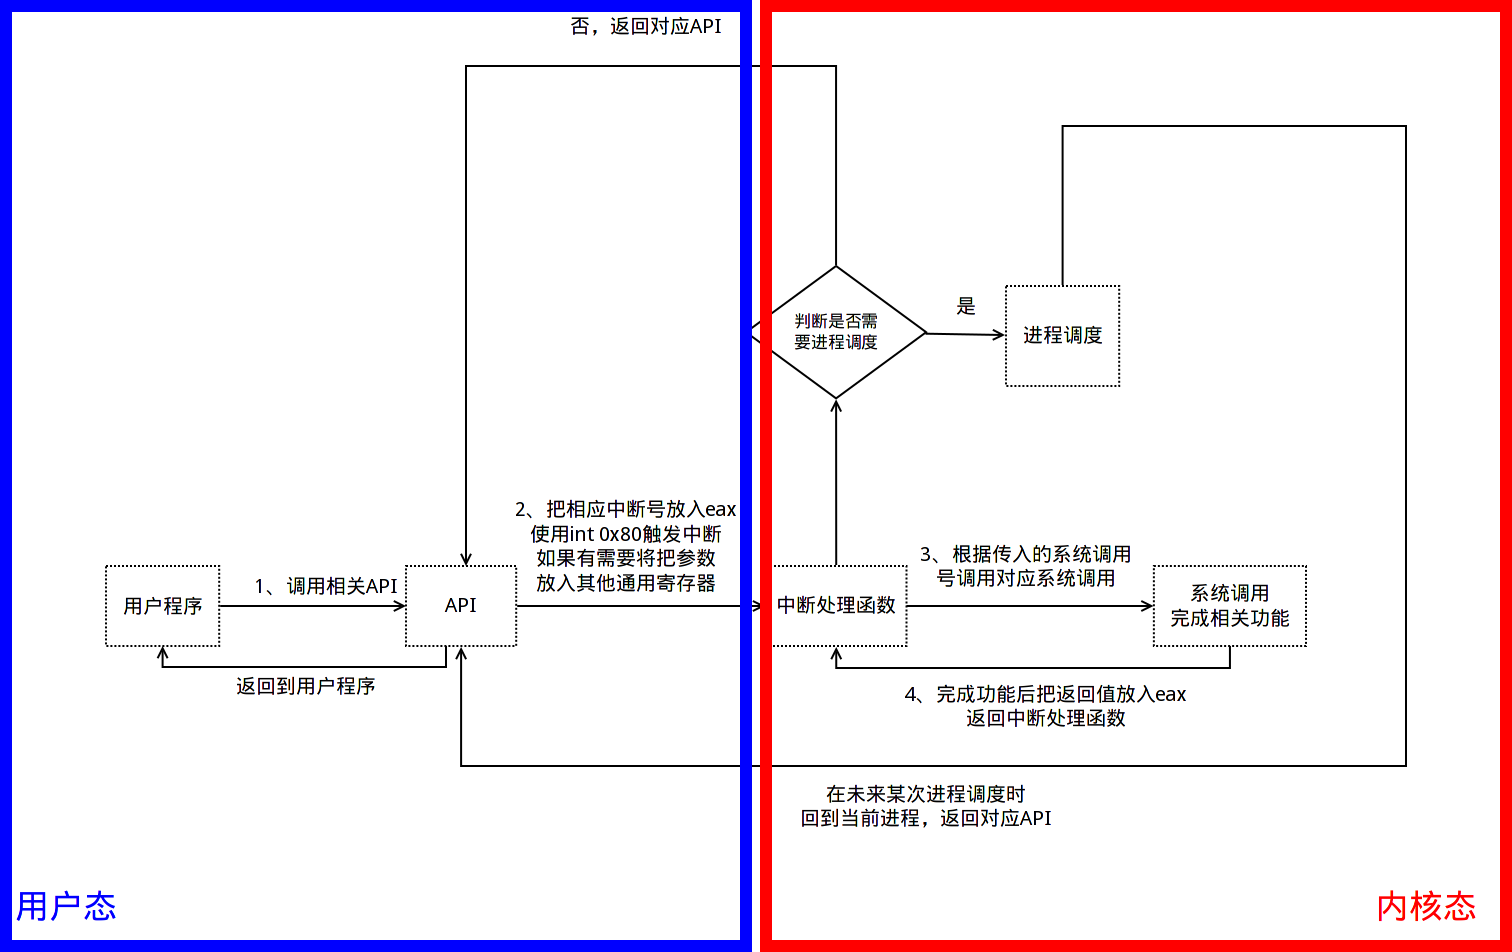 否，返回对应API
判断是否需
要进程调度
是
进程调度
2、把相应中断号放入eax
使用int 0x80触发中断
如果有需要将把参数
放入其他通用寄存器
3、根据传入的系统调用
号调用对应系统调用
用户程序
1、调用相关API
API
中断处理函数
系统调用
完成相关功能
返回到用户程序
4、完成功能后把返回值放入eax
返回中断处理函数
在未来某次进程调度时
回到当前进程，返回对应API
用户态
内核态